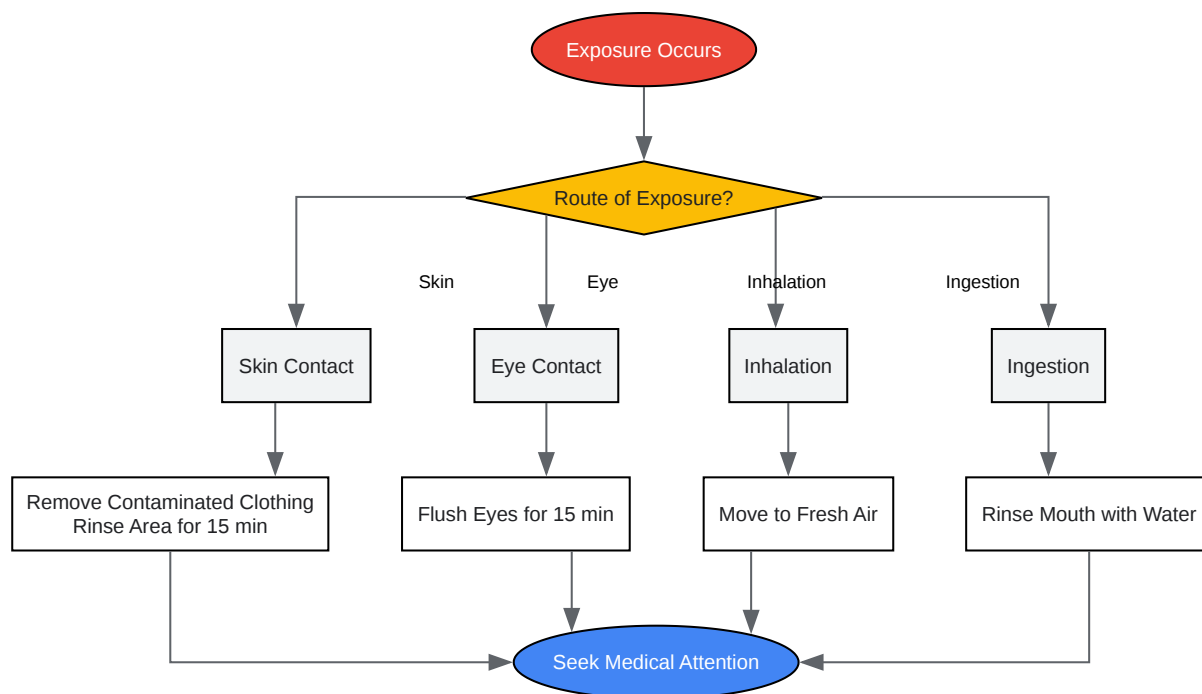 Exposure Occurs
Route of Exposure?
Skin
Eye
Inhalation
Ingestion
Skin Contact
Eye Contact
Inhalation
Ingestion
Remove Contaminated Clothing
Rinse Area for 15 min
Flush Eyes for 15 min
Move to Fresh Air
Rinse Mouth with Water
Seek Medical Attention